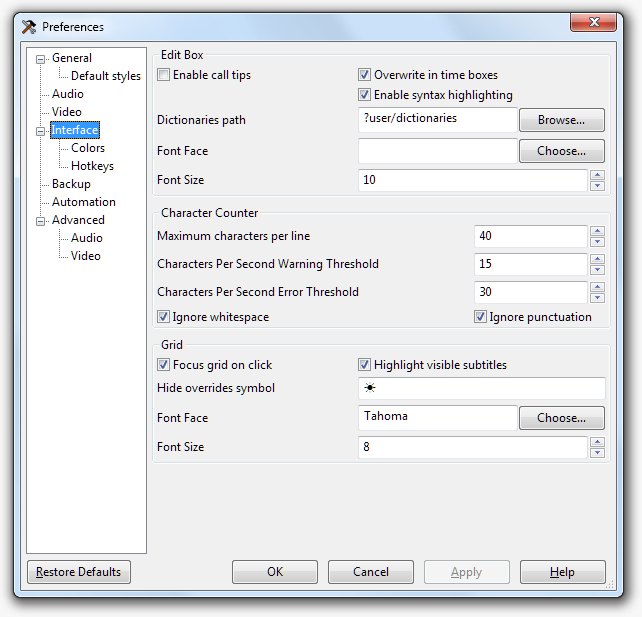 Preferences
General
Default styles
Audio
Video
Interface
Colors
Hotkeys
Backup
Automation
Advanced
Audio
Video
Edit Box
Enable call tips
Overwrite in time boxes
Enable syntax highlighting
Dictionaries path ?user/dictionaries Browse...
Font Face Choose...
Font Size 10
Character Counter
Maximum characters per line 40
Characters Per Second Warning Threshold 15
Characters Per Second Error Threshold 30
Ignore whitespace Ignore punctuation
Grid
Focus grid on click Highlight visible subtitles
Hide overrides symbol ☀
Font Face Tahoma Choose...
Font Size 8
Restore Defaults OK Cancel Apply Help